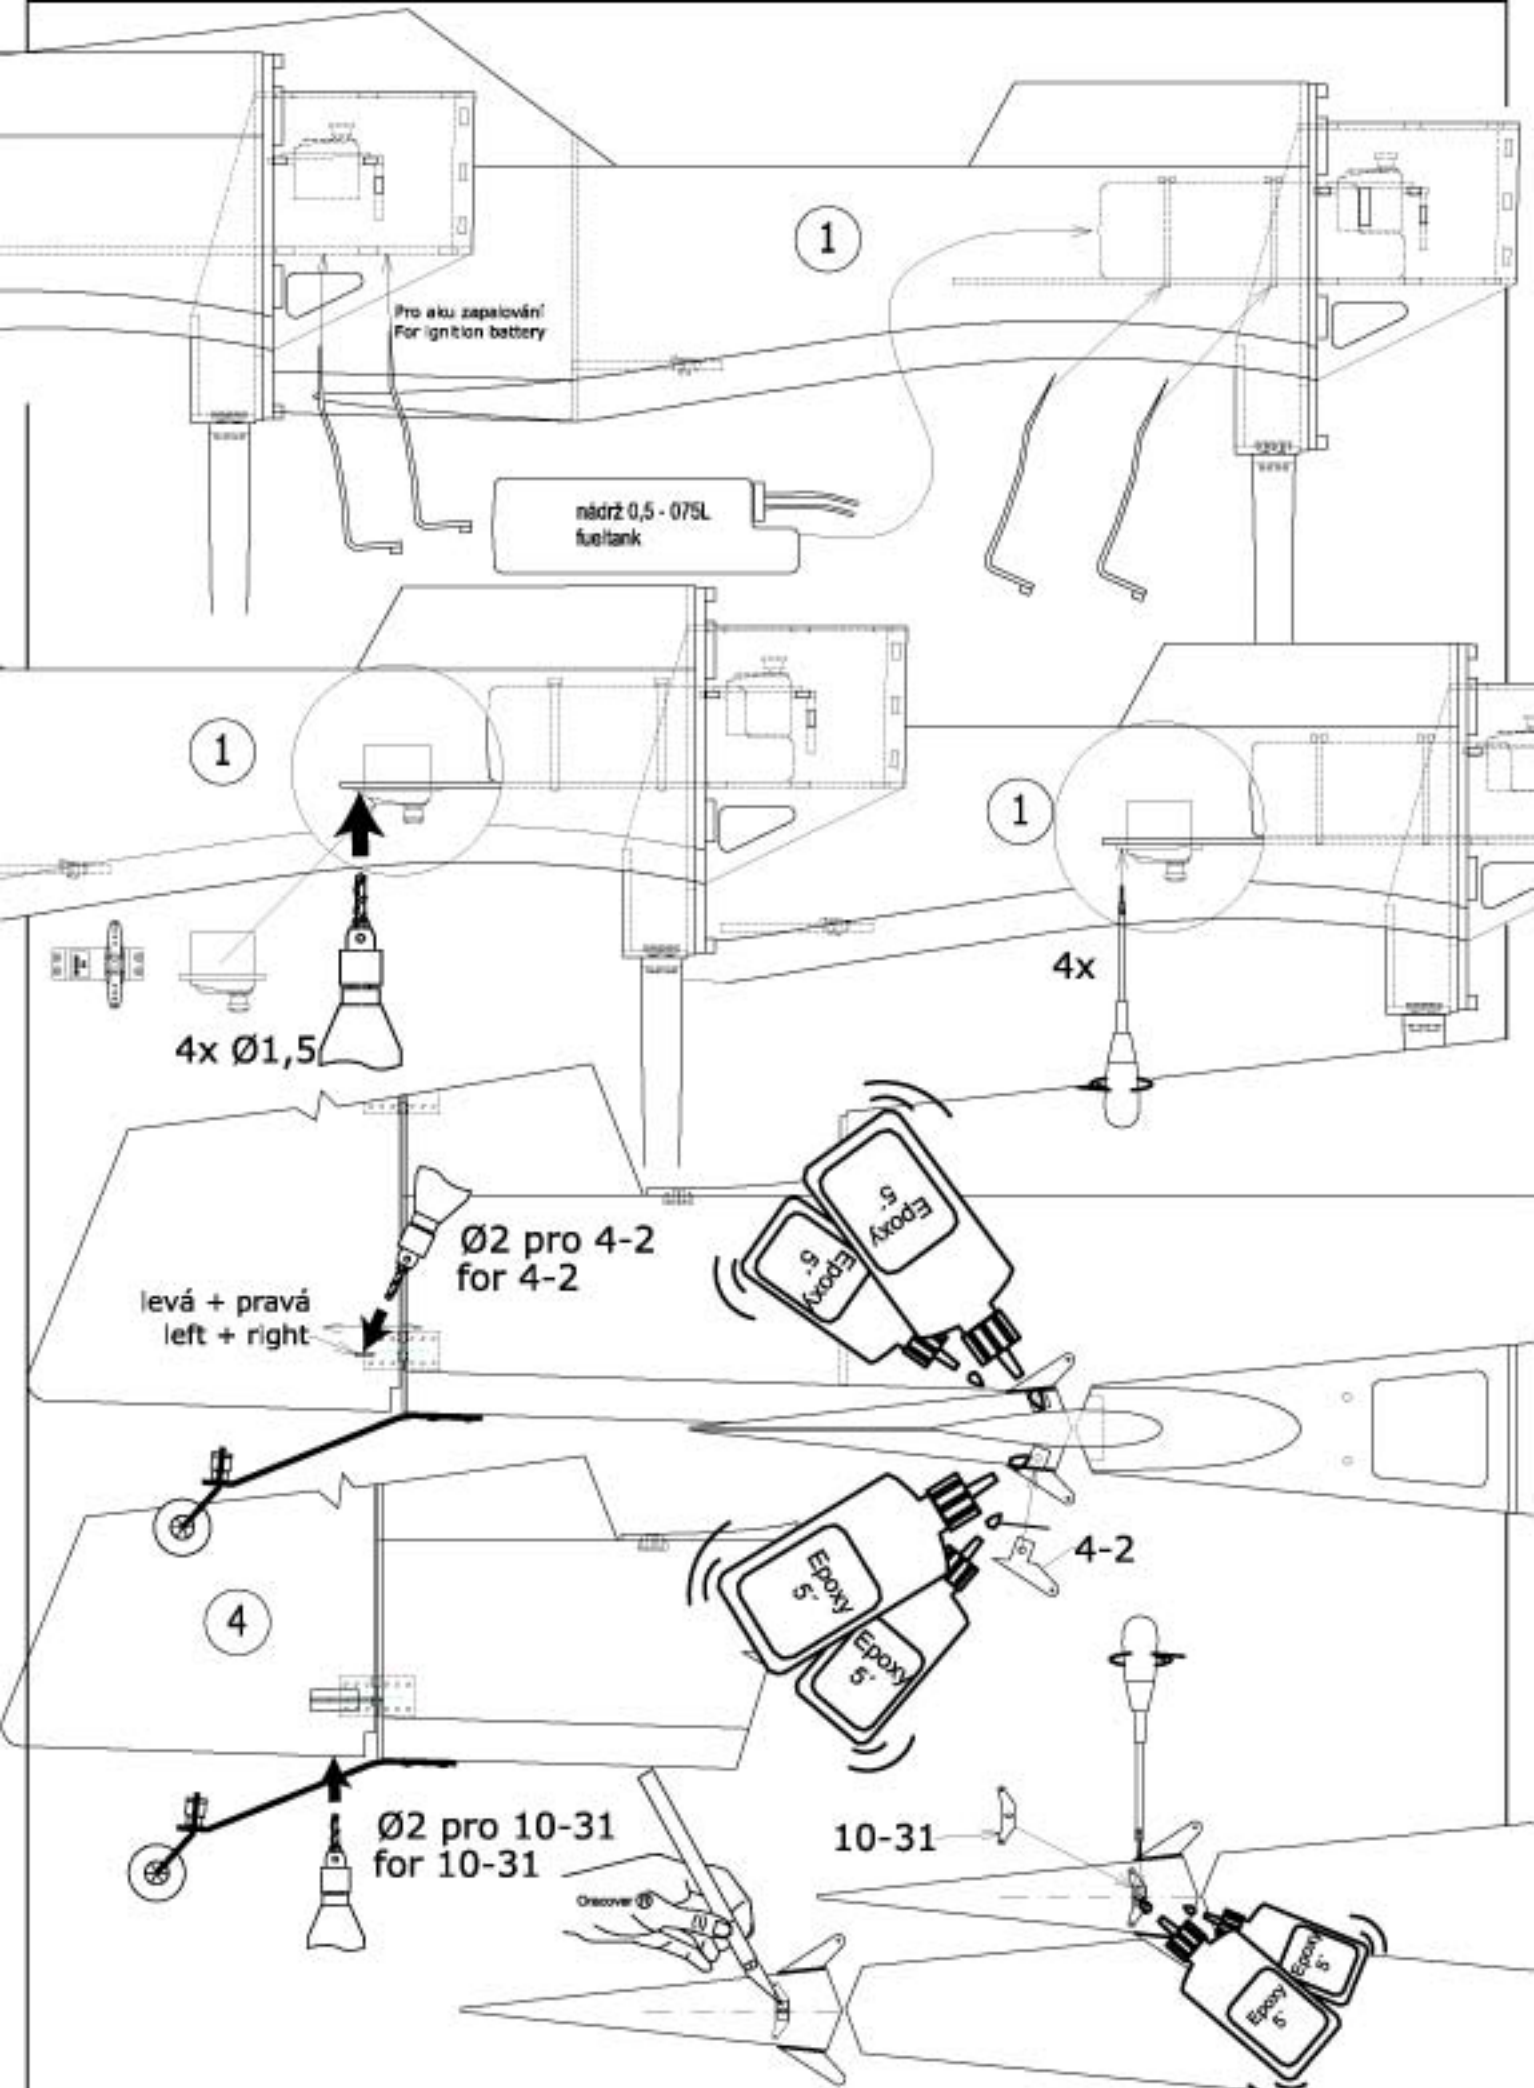 1
Pro aku zapalování
For ignition battery
nádrž 0,5 - 075L
fueltank
1
1
4x
4x Ø1,5
Epoxy
5´
Epoxy
5´
Ø2 pro 4-2
for 4-2
levá + pravá
left + right
4-2
Epoxy
5´
Epoxy
5´
4
Ø2 pro 10-31
for 10-31
10-31
Oracover ®
Epoxy
5´
Epoxy
5´